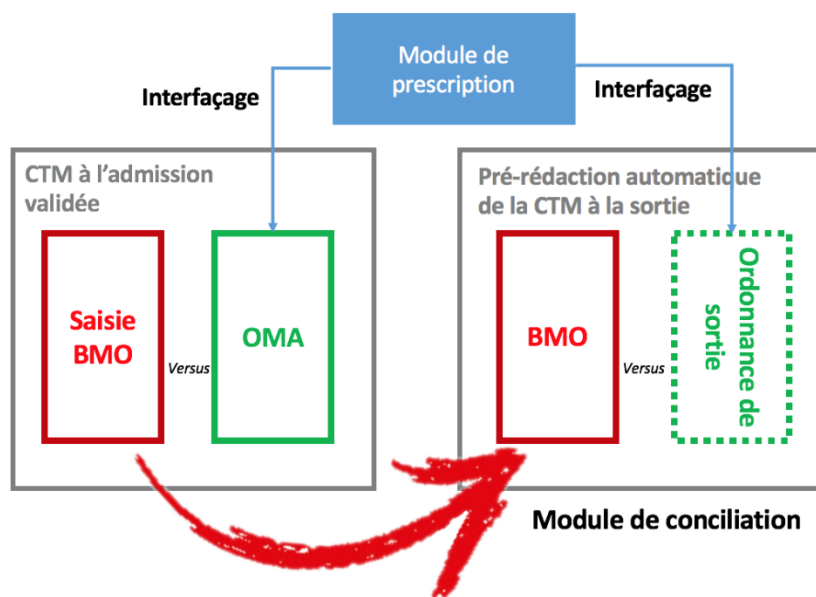 Module de
prescription
Interfaçage
Interfaçage
CTM à l’admission
validée
Saisie
BMO
Versus
OMA
Pré-rédaction automatique
de la CTM à la sortie
BMO
Versus
Ordonnance de
sortie
Module de conciliation